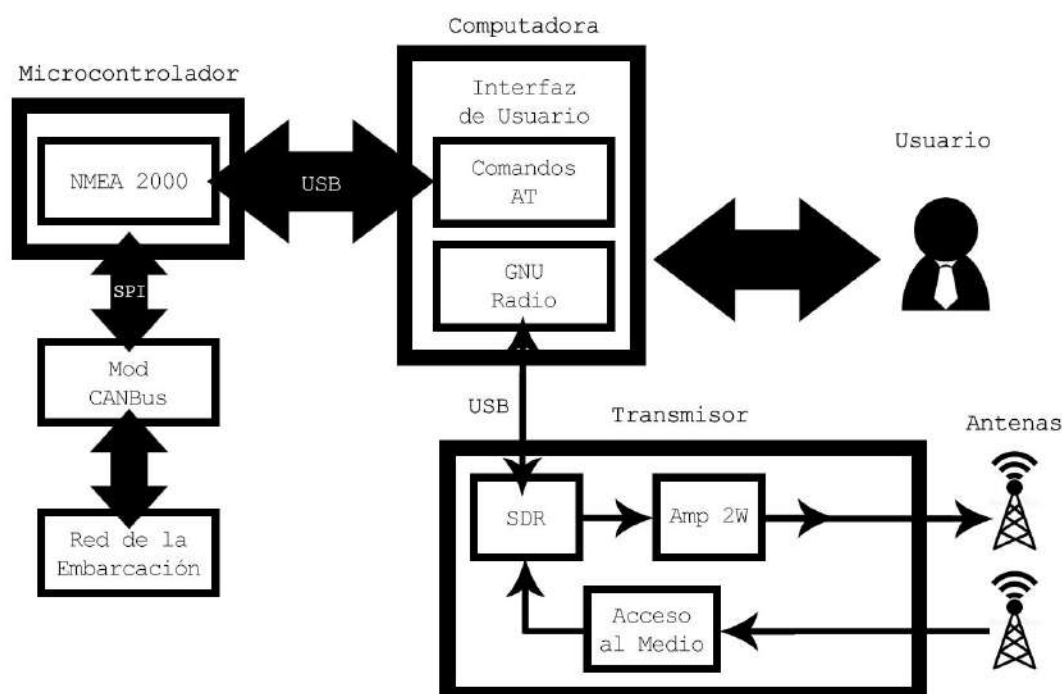 Computadora
Microcontrolador
Interfaz
de Usuario
Usuario
NMEA 2000
USB
Comandos
AT
GNU
Radio
SPI
Mod
CANBus
USB
Transmisor
Antenas
SDR
Amp 2W
Red de la
Embarcación
Acceso
al Medio